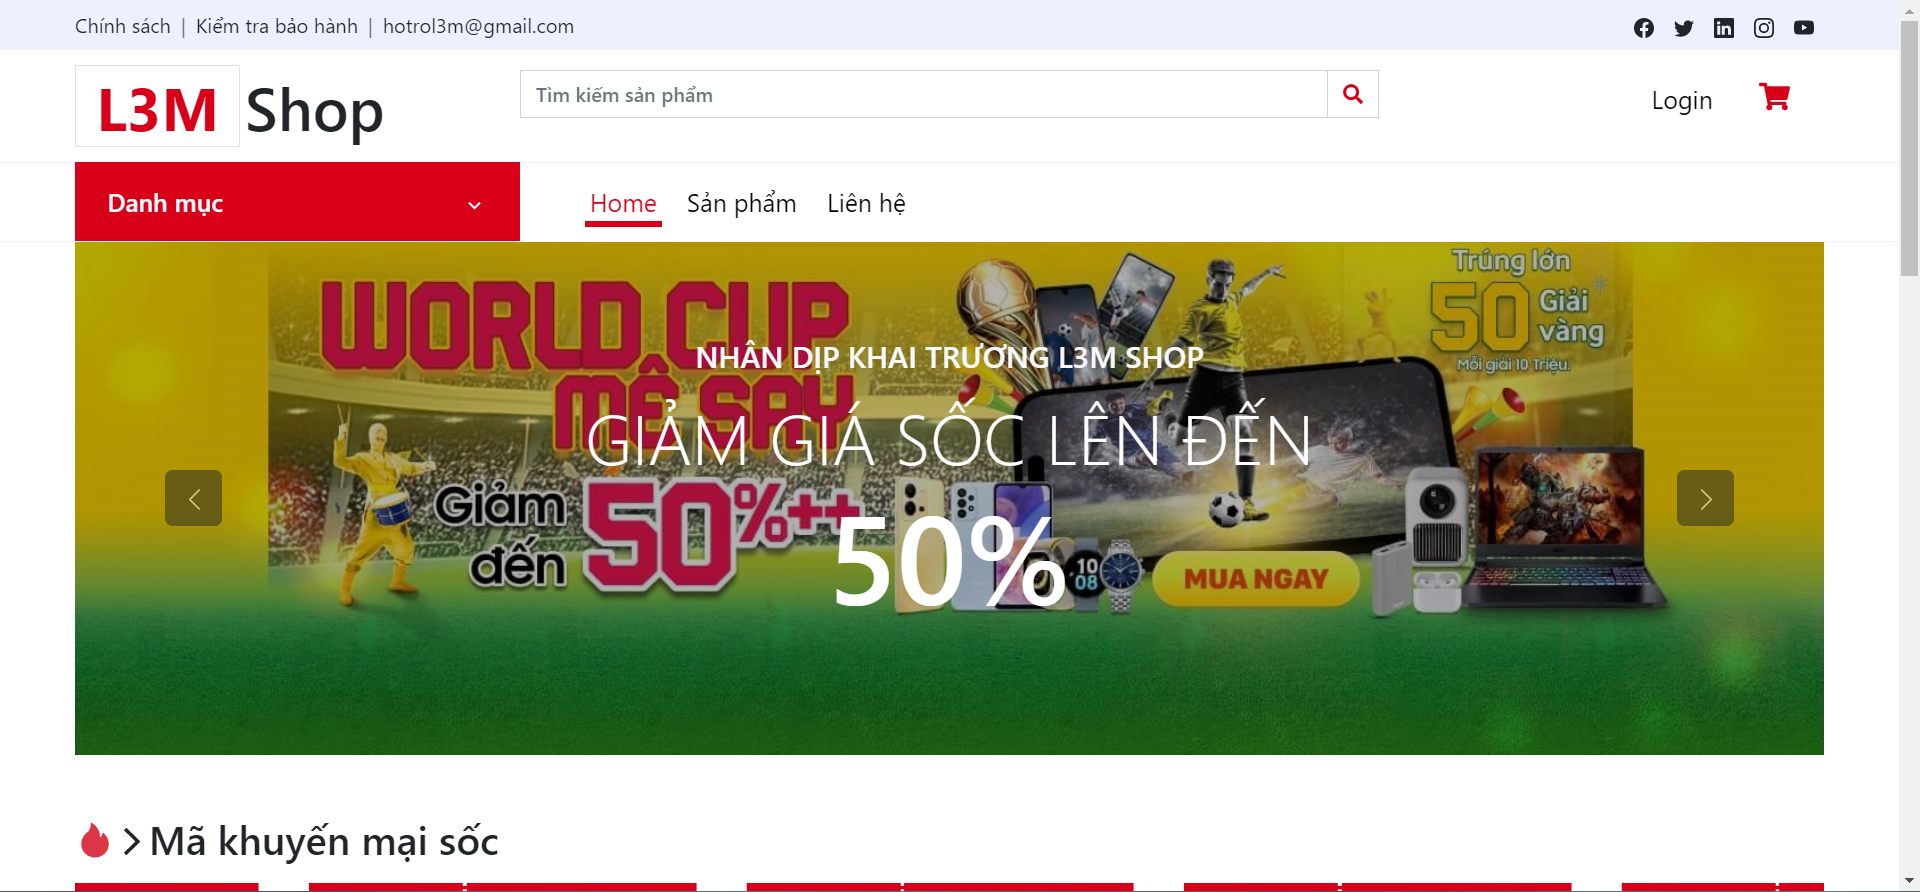 Chính sách | Kiểm tra bảo hành | hotrol3m@gmail.com
L3M Shop
Tìm kiếm sản phẩm
Login
Danh mục
Home Sản phẩm Liên hệ
Trúng lớn
50 Giải vàng
Mỗi giải 10 Triệu.
WORLD CUP
MÊ SAY
NHÂN DỊP KHAI TRƯƠNG L3M SHOP
GIẢM GIÁ SỐC LÊN ĐẾN
50%
Giảm
đến 50%++
10
08
MUA NGAY
Mã khuyến mại sốc